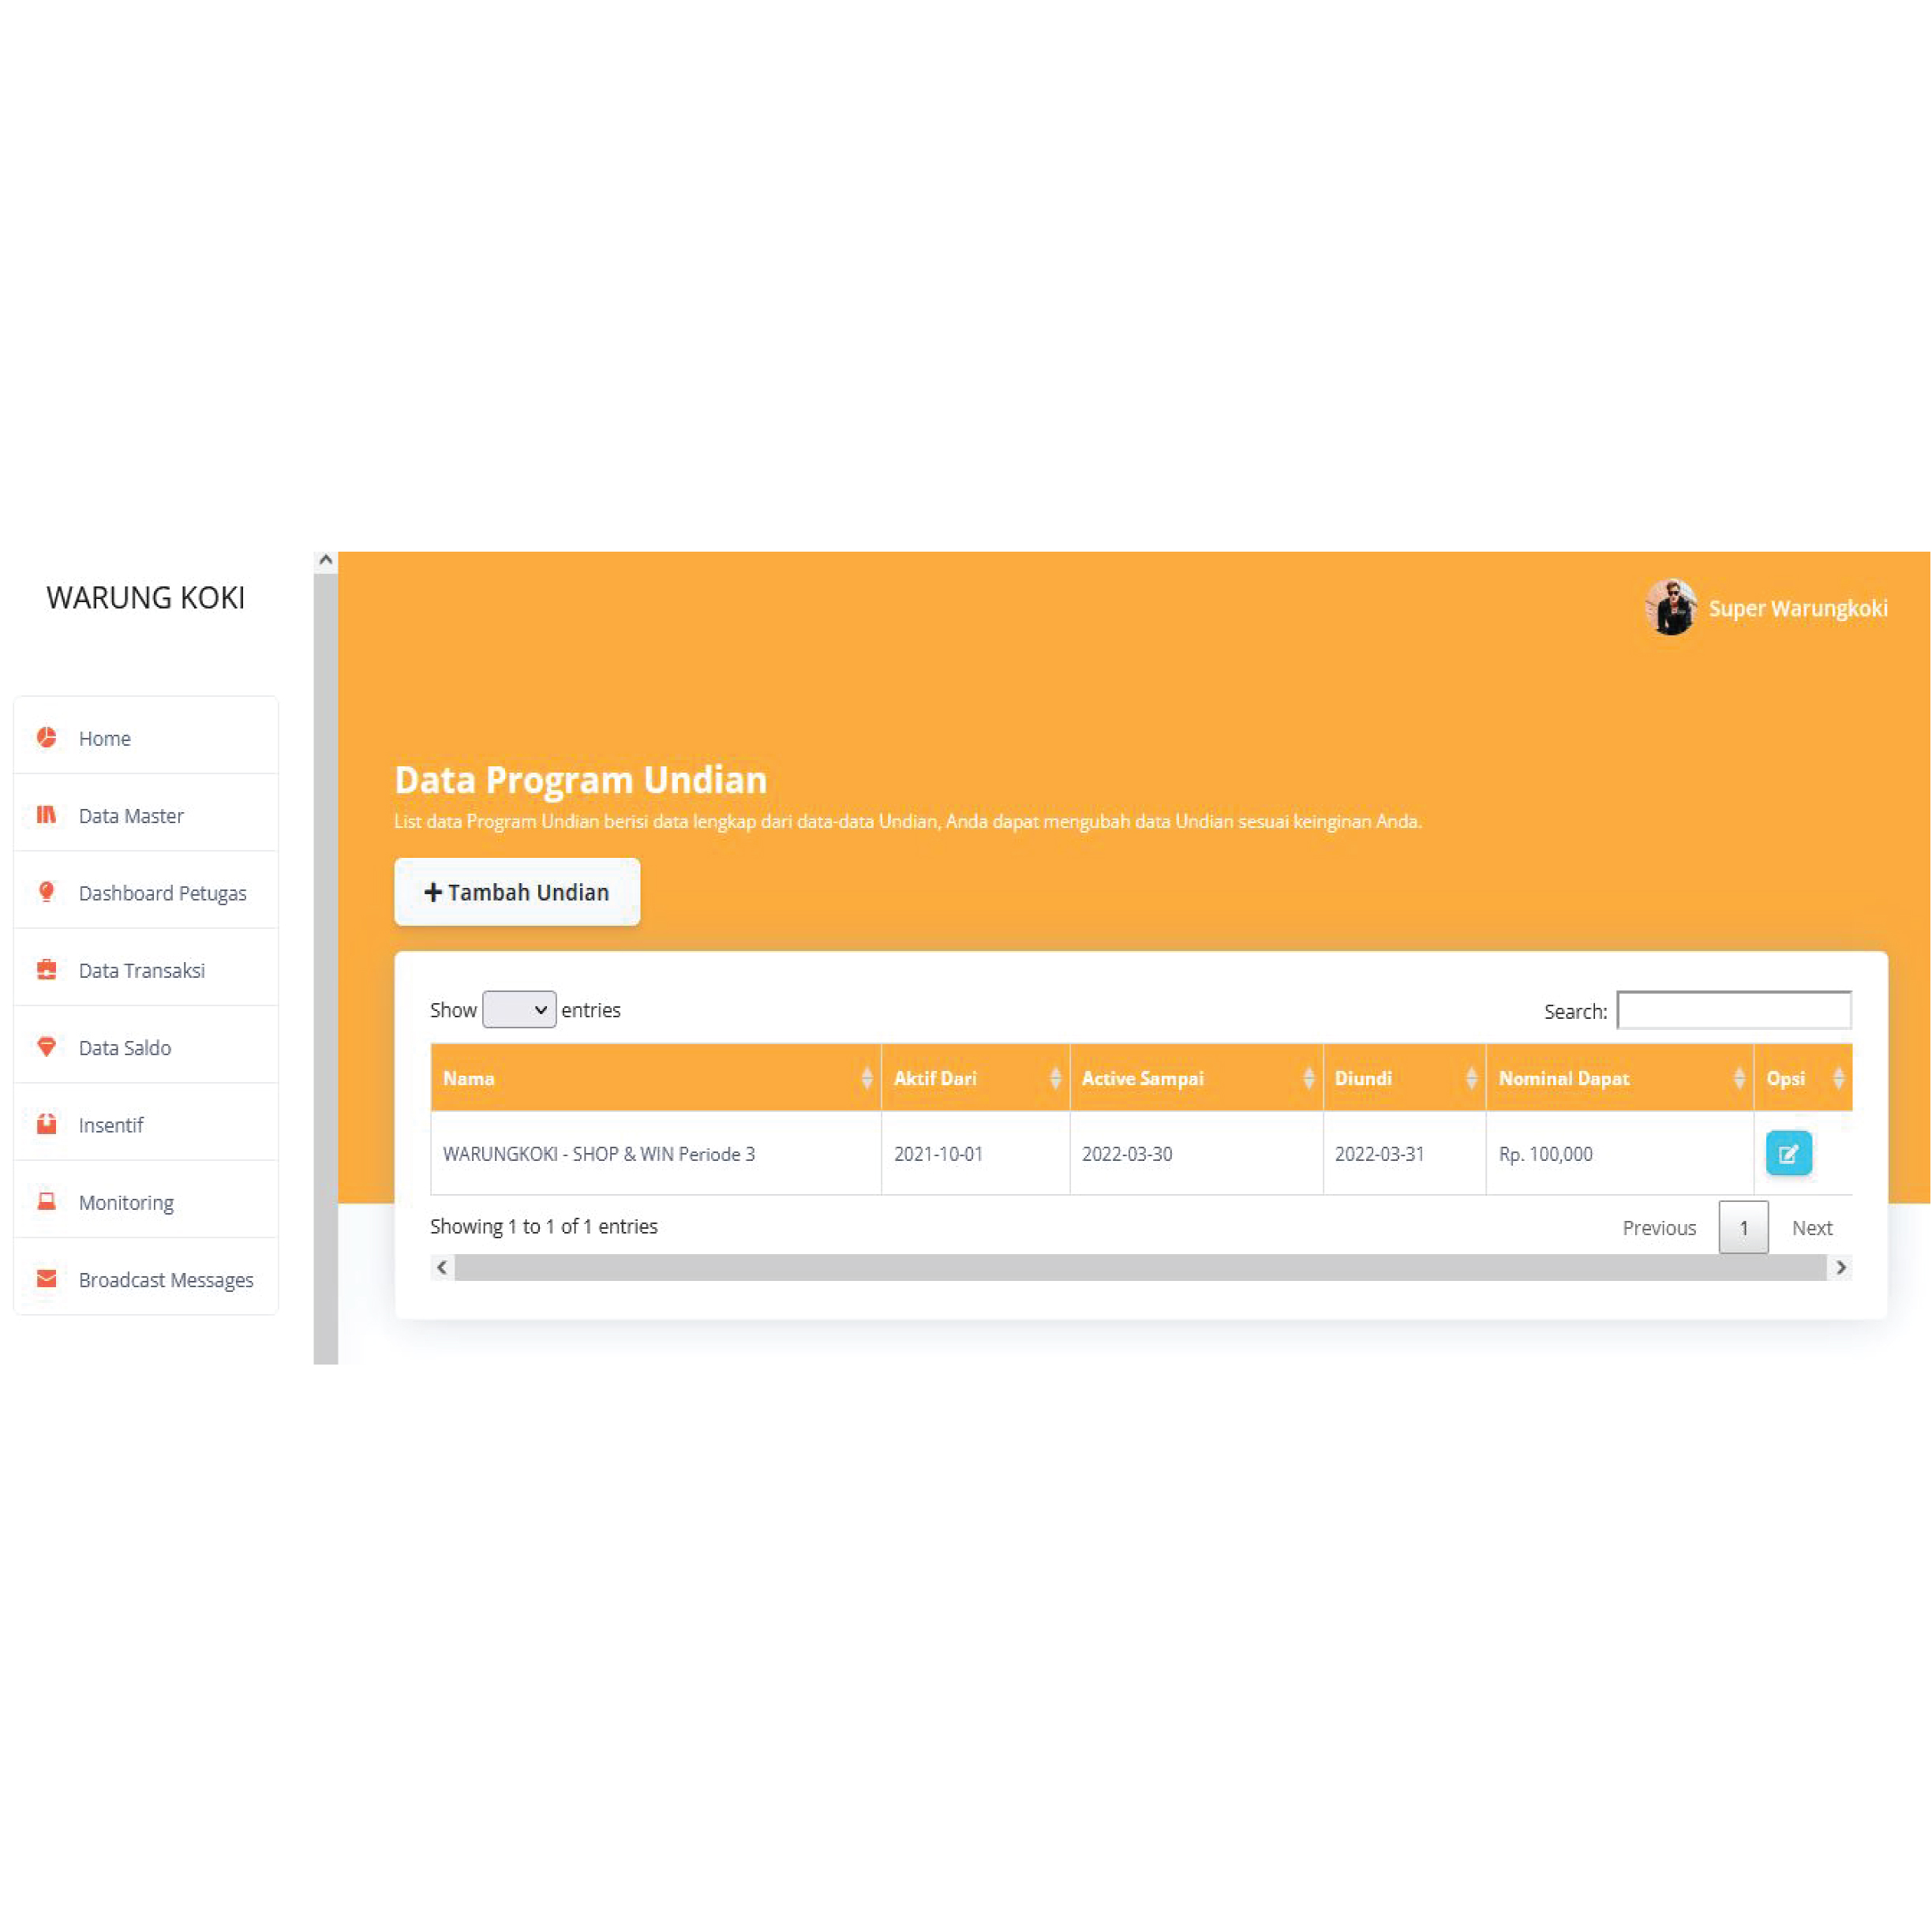 WARUNG KOKI
Home
Data Master
Dashboard Petugas
Data Transaksi
Data Saldo
Insentif
Monitoring
Broadcast Messages
Super Warungkoki
Data Program Undian
List data Program Undian berisi data lengkap dari data-data Undian, Anda dapat mengubah data Undian sesuai keinginan Anda.
+ Tambah Undian
Show entries Search:
Nama Aktif Dari Active Sampai Diundi Nominal Dapat Opsi
WARUNGKOKI - SHOP & WIN Periode 3 2021-10-01 2022-03-30 2022-03-31 Rp. 100,000
Showing 1 to 1 of 1 entries Previous 1 Next